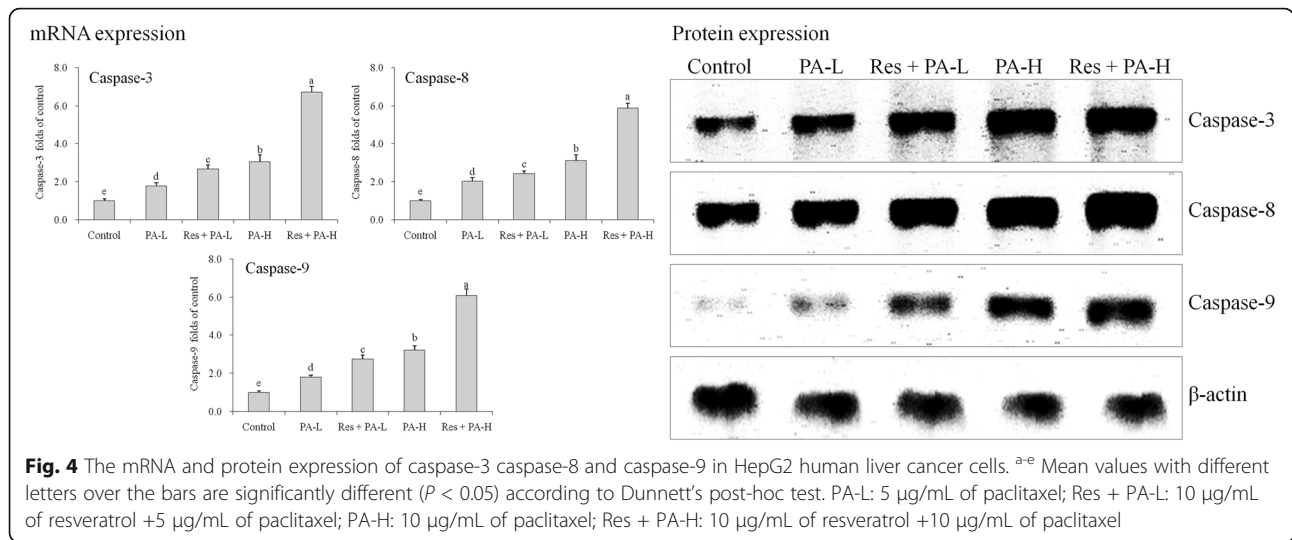 mRNA expression
Caspase-3
Caspase-3 folds of control
8.0
6.0
4.0
2.0
0.0
e
d
c
b
a
Control PA-L Res + PA-L PA-H Res + PA-H
Caspase-8
Caspase-8 folds of control
8.0
6.0
4.0
2.0
0.0
e
d
c
b
a
Control PA-L Res + PA-L PA-H Res + PA-H
Caspase-9
Caspase-9 folds of control
8.0
6.0
4.0
2.0
0.0
e
d
c
b
a
Control PA-L Res + PA-L PA-H Res + PA-H
Protein expression
Control PA-L Res + PA-L PA-H Res + PA-H
Caspase-3
Caspase-8
Caspase-9
β-actin
Fig. 4 The mRNA and protein expression of caspase-3 caspase-8 and caspase-9 in HepG2 human liver cancer cells. a-e Mean values with different
letters over the bars are significantly different (P < 0.05) according to Dunnett's post-hoc test. PA-L: 5 μg/mL of paclitaxel; Res + PA-L: 10 μg/mL
of resveratrol +5 μg/mL of paclitaxel; PA-H: 10 μg/mL of paclitaxel; Res + PA-H: 10 μg/mL of resveratrol +10 μg/mL of paclitaxel